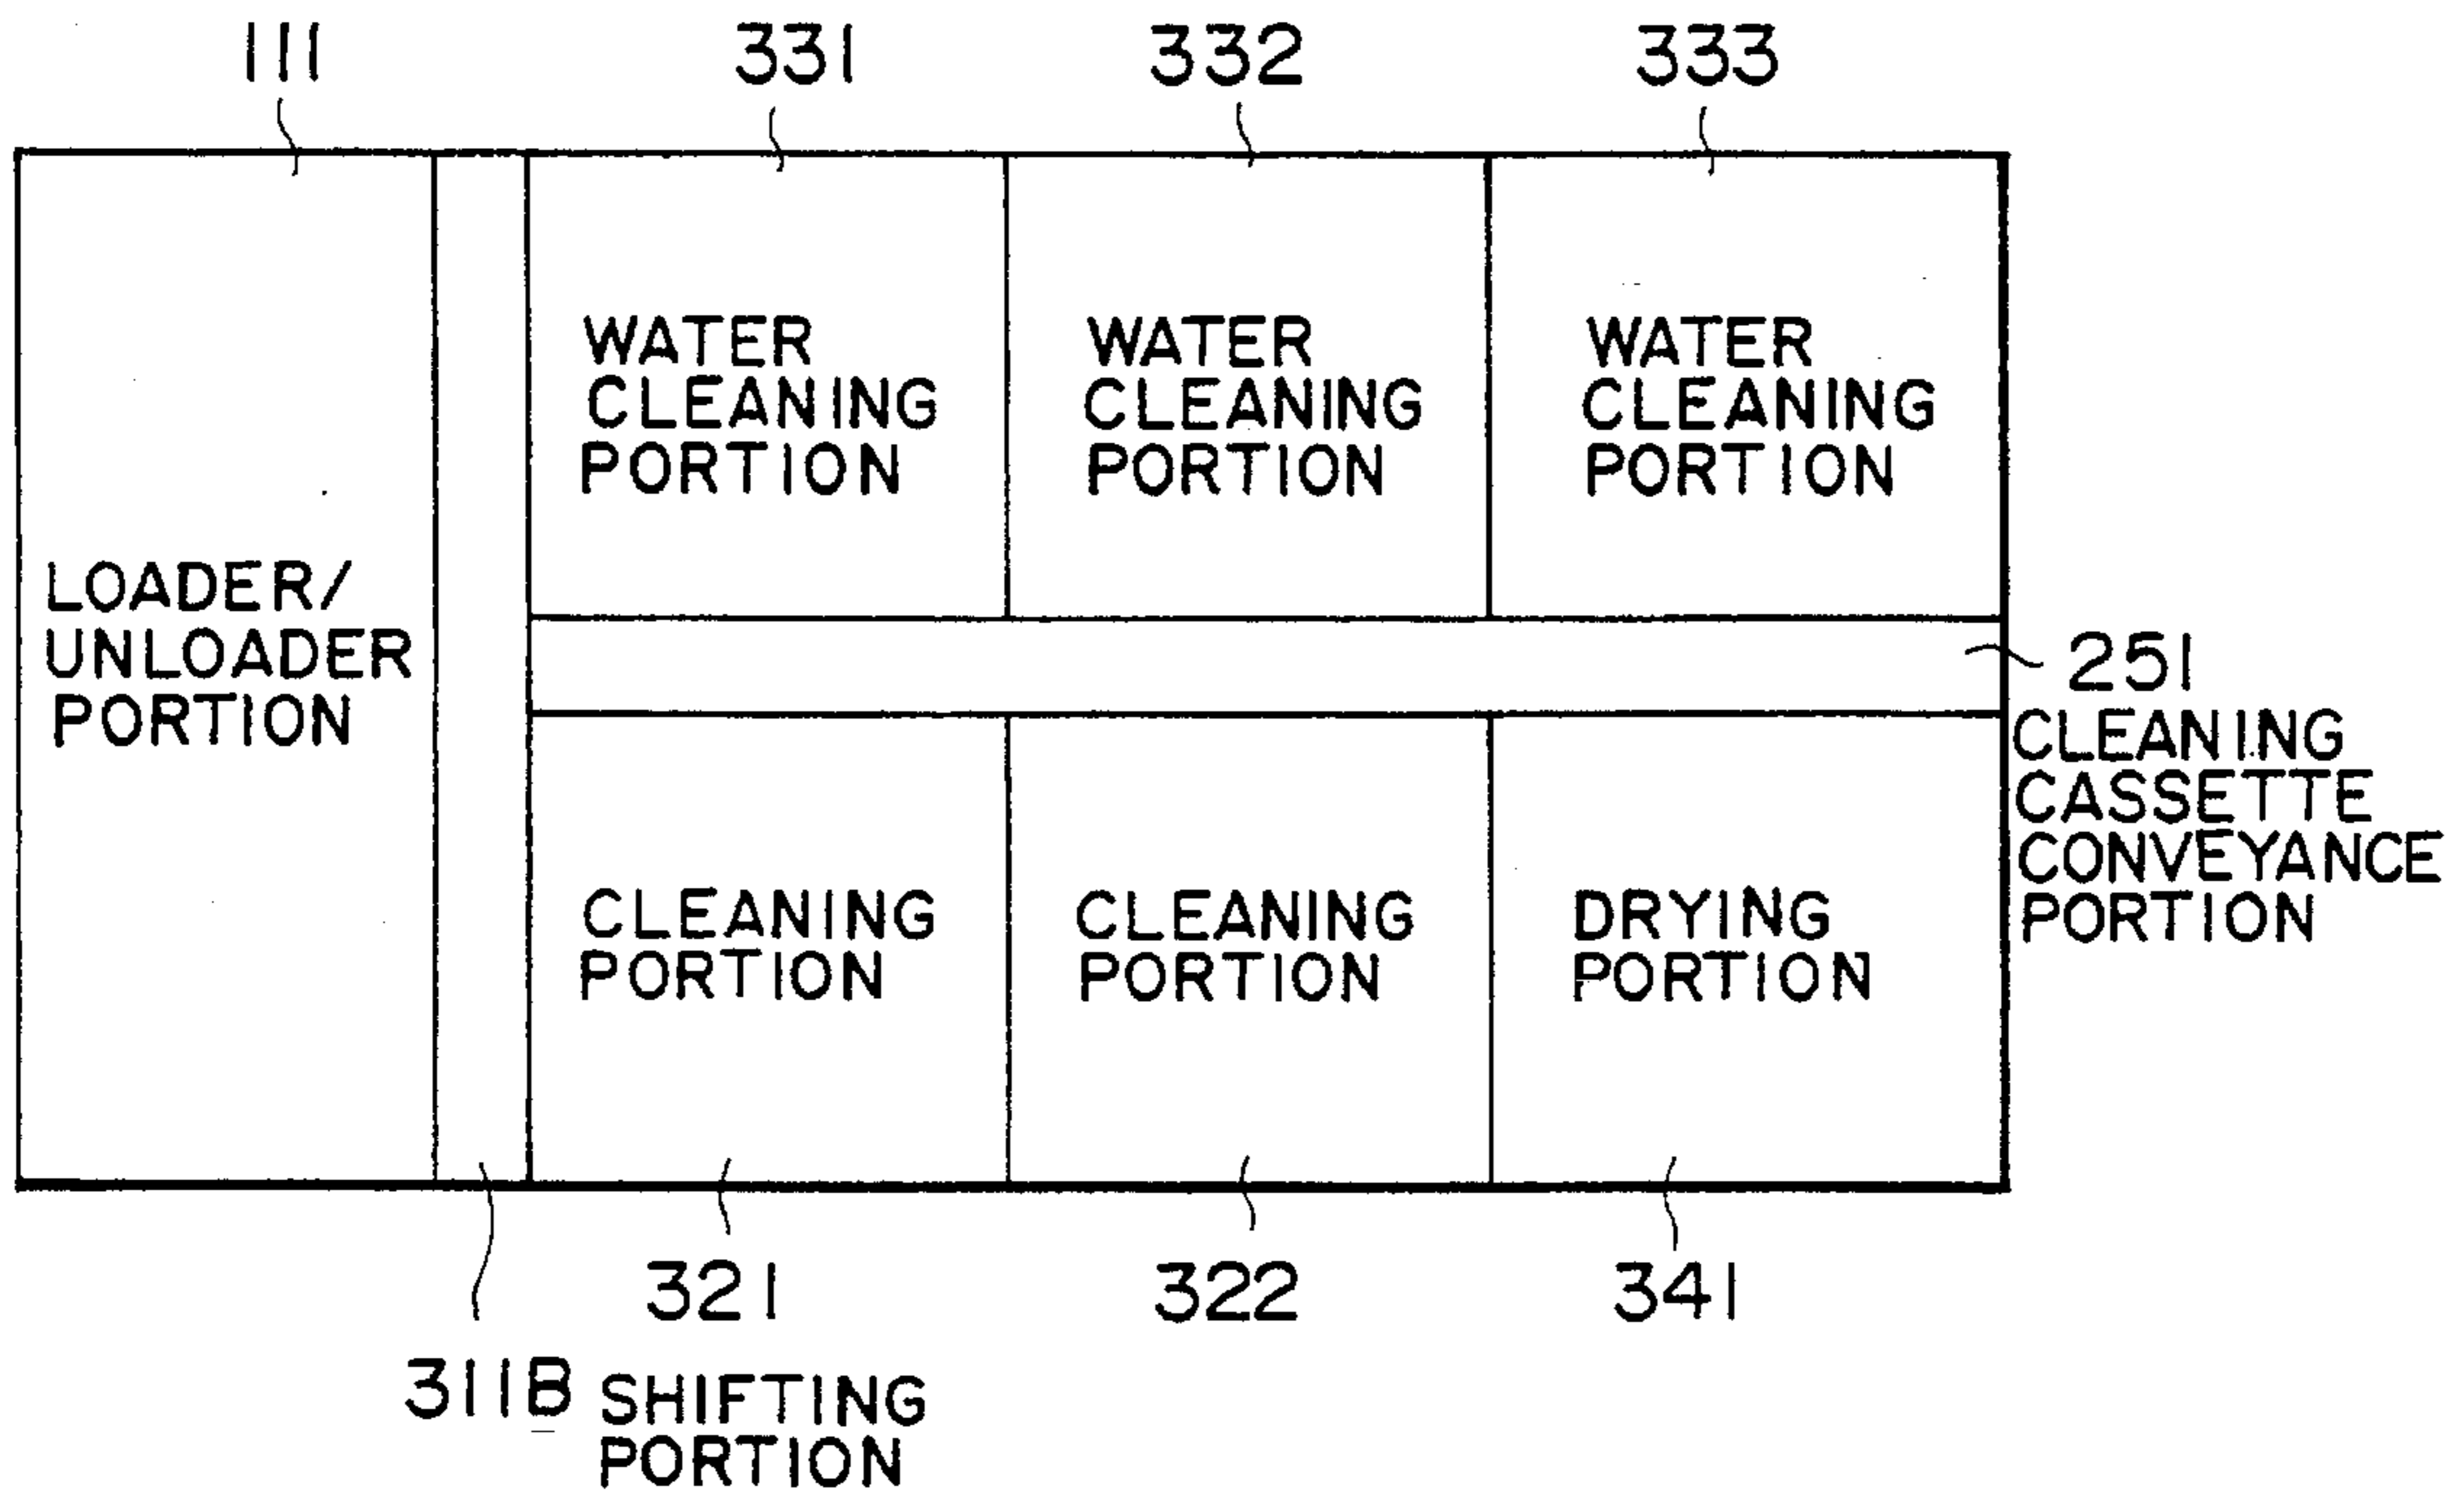 111
331
332
333
WATER
CLEANING
PORTION
WATER
CLEANING
PORTION
WATER
CLEANING
PORTION
LOADER/
UNLOADER
PORTION
251
CLEANING
CASSETTE
CONVEYANCE
PORTION
CLEANING
PORTION
CLEANING
PORTION
DRYING
PORTION
321
322
341
311B
SHIFTING
PORTION